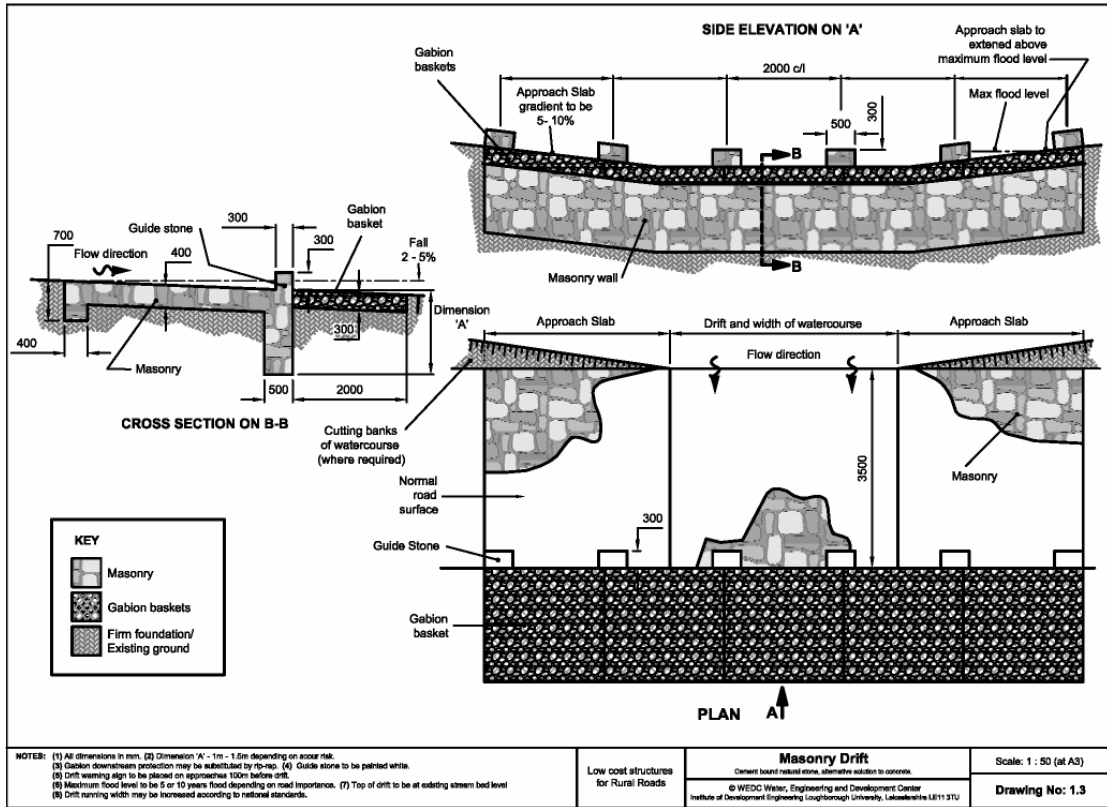 SIDE ELEVATION ON 'A'
Gabion
baskets
Approach Slab
gradient to be
5- 10%
2000 c/l
500
300
Approach slab to
extened above
maximum flood level
Max flood level
B
B
Masonry wall
Guide stone
Flow direction
700
300
400
300
Gabion
basket
Fall
2 - 5%
300
Dimension
'A'
400
Masonry
500
2000
CROSS SECTION ON B-B
Approach Slab
Drift and width of watercourse
Approach Slab
Flow direction
Cutting banks
of watercourse
(where required)
Normal
road
surface
300
3500
Masonry
Guide Stone
Gabion
basket
PLAN
A
KEY
Masonry
Gabion baskets
Firm foundation/
Existing ground
NOTES: (1) All dimensions in mm. (2) Dimension 'A' - 1m - 1.5m depending on scour risk.
(3) Gabion downstream protection may be substituted by rip-rap. (4) Guide stone to be painted white.
(5) Drift warning sign to be placed on approaches 100m before drift.
(6) Maximum flood level to be 5 or 10 years flood depending on road importance. (7) Top of drift to be at existing stream bed level
(8) Drift running width may be increased according to national standards.
Low cost structures
for Rural Roads
Masonry Drift
Cement bound natural stone, alternative solution to concrete.
© WEDC Water, Engineering and Development Center
Institute of Development Engineering Loughborough University, Leicestershire LE11 3TU
Scale: 1 : 50 (at A3)
Drawing No: 1.3